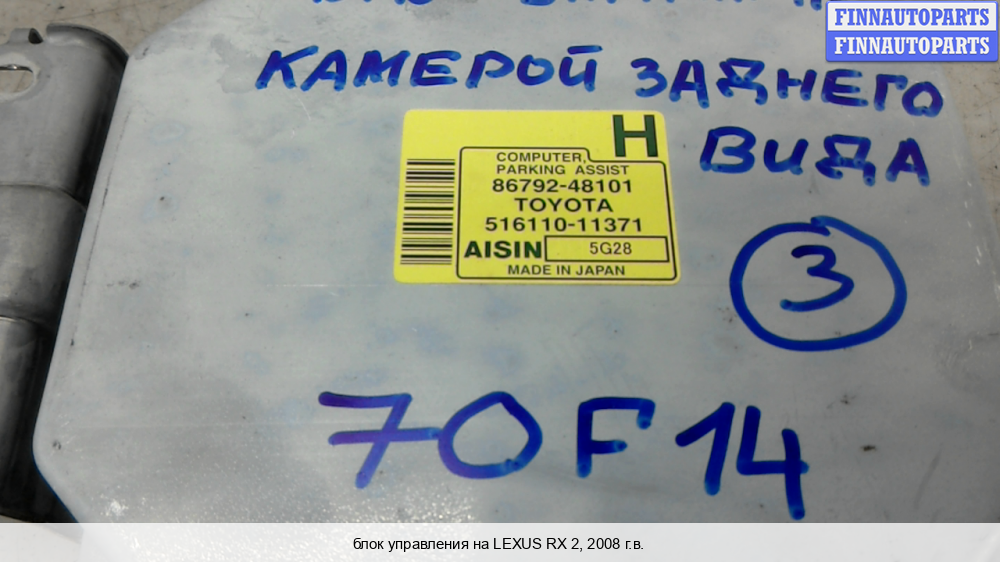 FINNAUTOPARTS
FINNAUTOPARTS
КАМЕРОЙ ЗАДНЕГО
ВИДА
H
COMPUTER,
PARKING ASSIST
86792-48101
TOYOTA
516110-11371
AISIN 5G28
MADE IN JAPAN
3
70F14
блок управления на LEXUS RX 2, 2008 г.в.